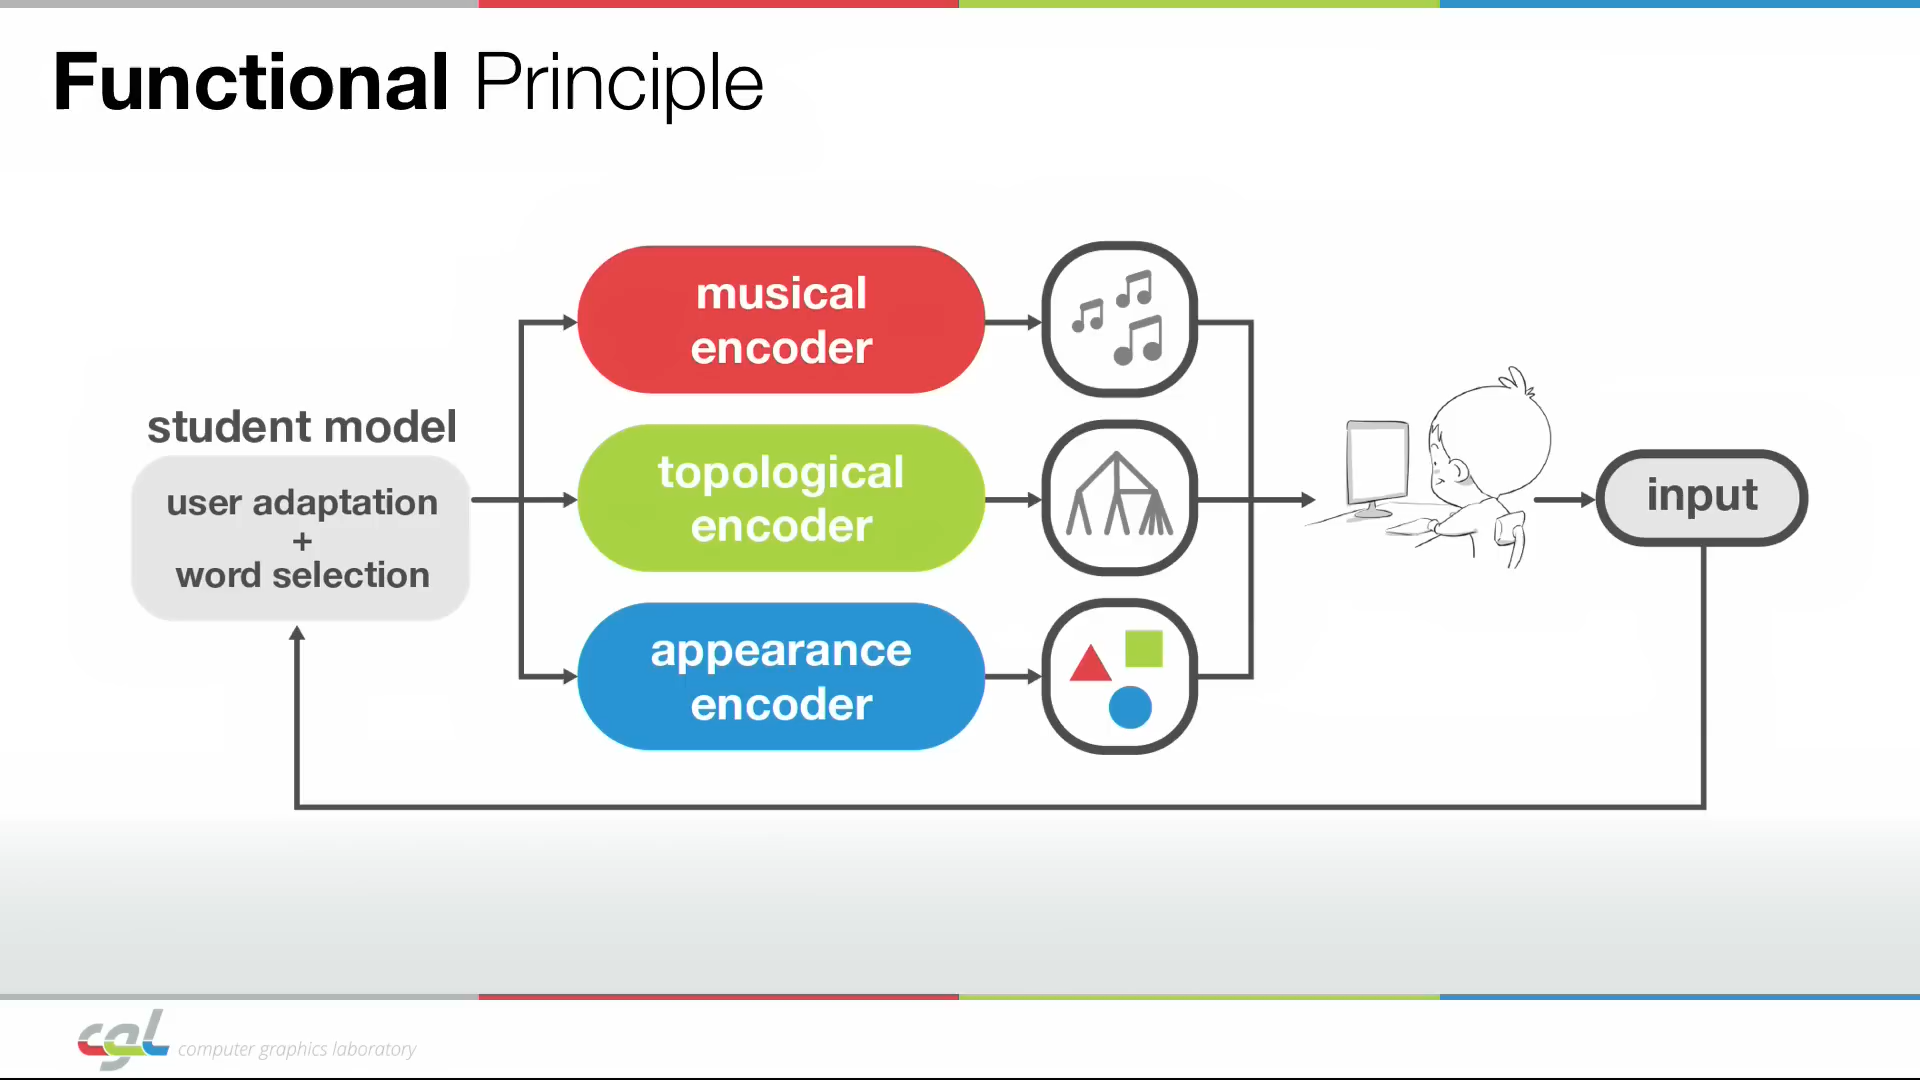 Functional Principle
student model
user adaptation
+
word selection
musical
encoder
topological
encoder
appearance
encoder
input
cgl computer graphics laboratory